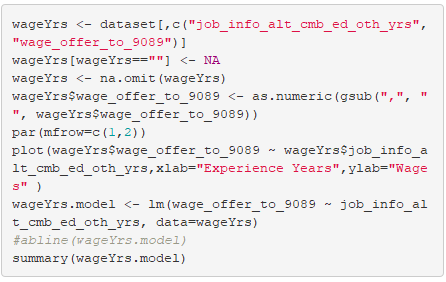 wageYrs <- dataset[,c("job_info_alt_cmb_ed_oth_yrs",
"wage_offer_to_9089")]
wageYrs[wageYrs==""] <- NA
wageYrs <- na.omit(wageYrs)
wageYrs$wage_offer_to_9089 <- as.numeric(gsub(",", "
", wageYrs$wage_offer_to_9089))
par(mfrow=c(1,2))
plot(wageYrs$wage_offer_to_9089 ~ wageYrs$job_info_a
lt_cmb_ed_oth_yrs,xlab="Experience Years",ylab="Wage
s" )
wageYrs.model <- lm(wage_offer_to_9089 ~ job_info_al
t_cmb_ed_oth_yrs, data=wageYrs)
#abline(wageYrs.model)
summary(wageYrs.model)